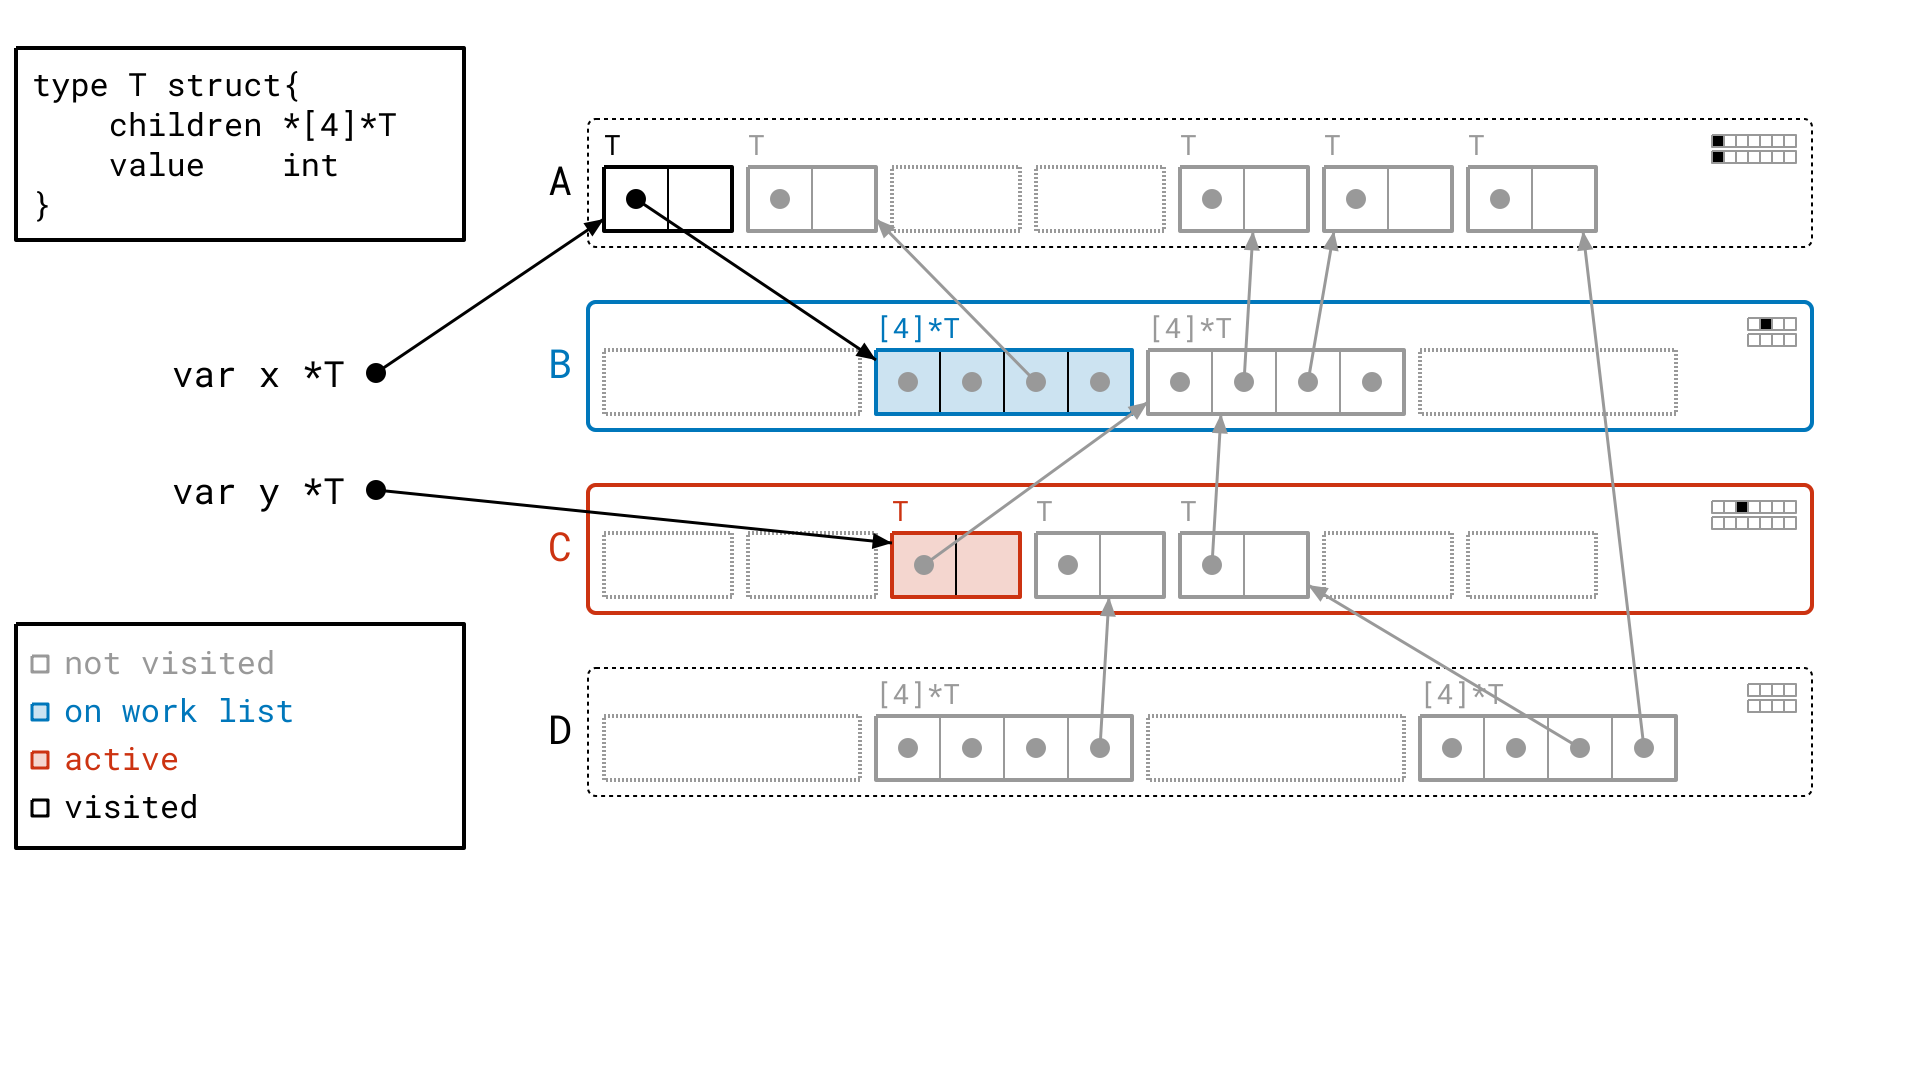 type T struct{
    children *[4]*T
    value    int
}
A
T
T
T
T
T
B
[4]*T
[4]*T
var x *T
var y *T
C
T
T
T
D
[4]*T
[4]*T
not visited
on work list
active
visited